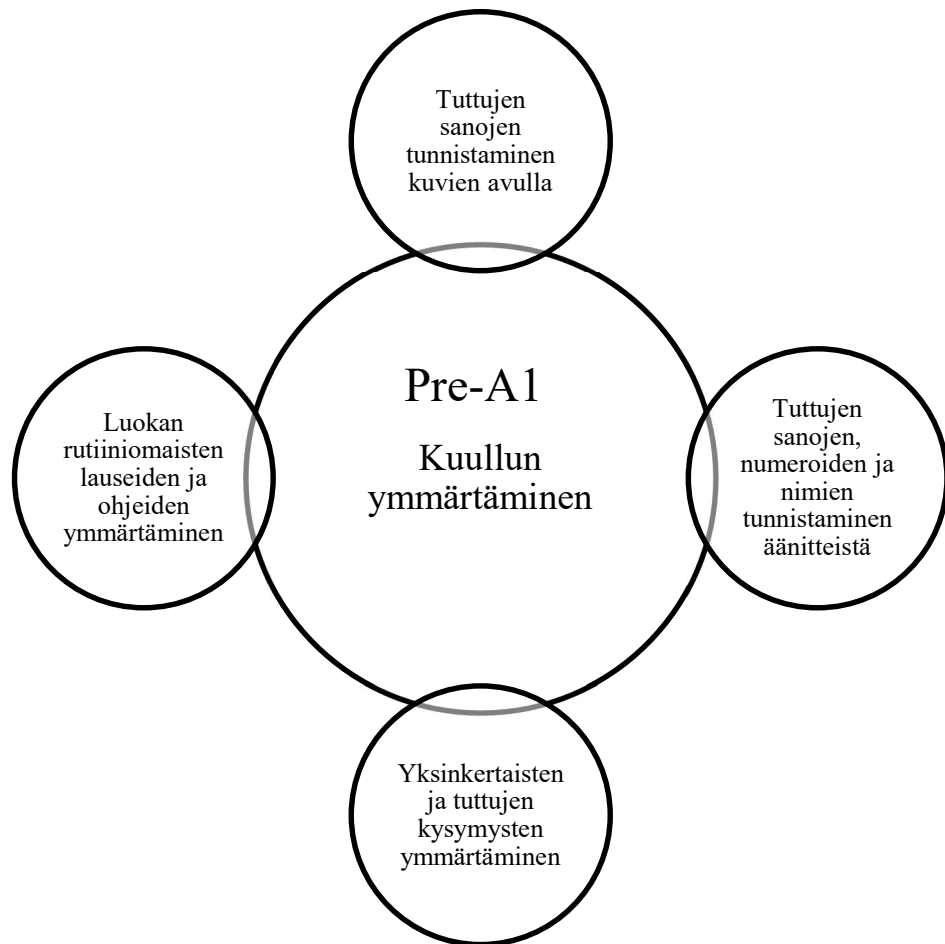 Tuttujen
sanojen
tunnistaminen
kuvien avulla
Pre-A1
Kuullun
ymmärtäminen
Luokan
rutiiniomaisten
lauseiden ja
ohjeiden
ymmärtäminen
Tuttujen
sanojen,
numeroiden ja
nimien
tunnistaminen
äänitteistä
Yksinkertaisten
ja tuttujen
kysymysten
ymmärtäminen